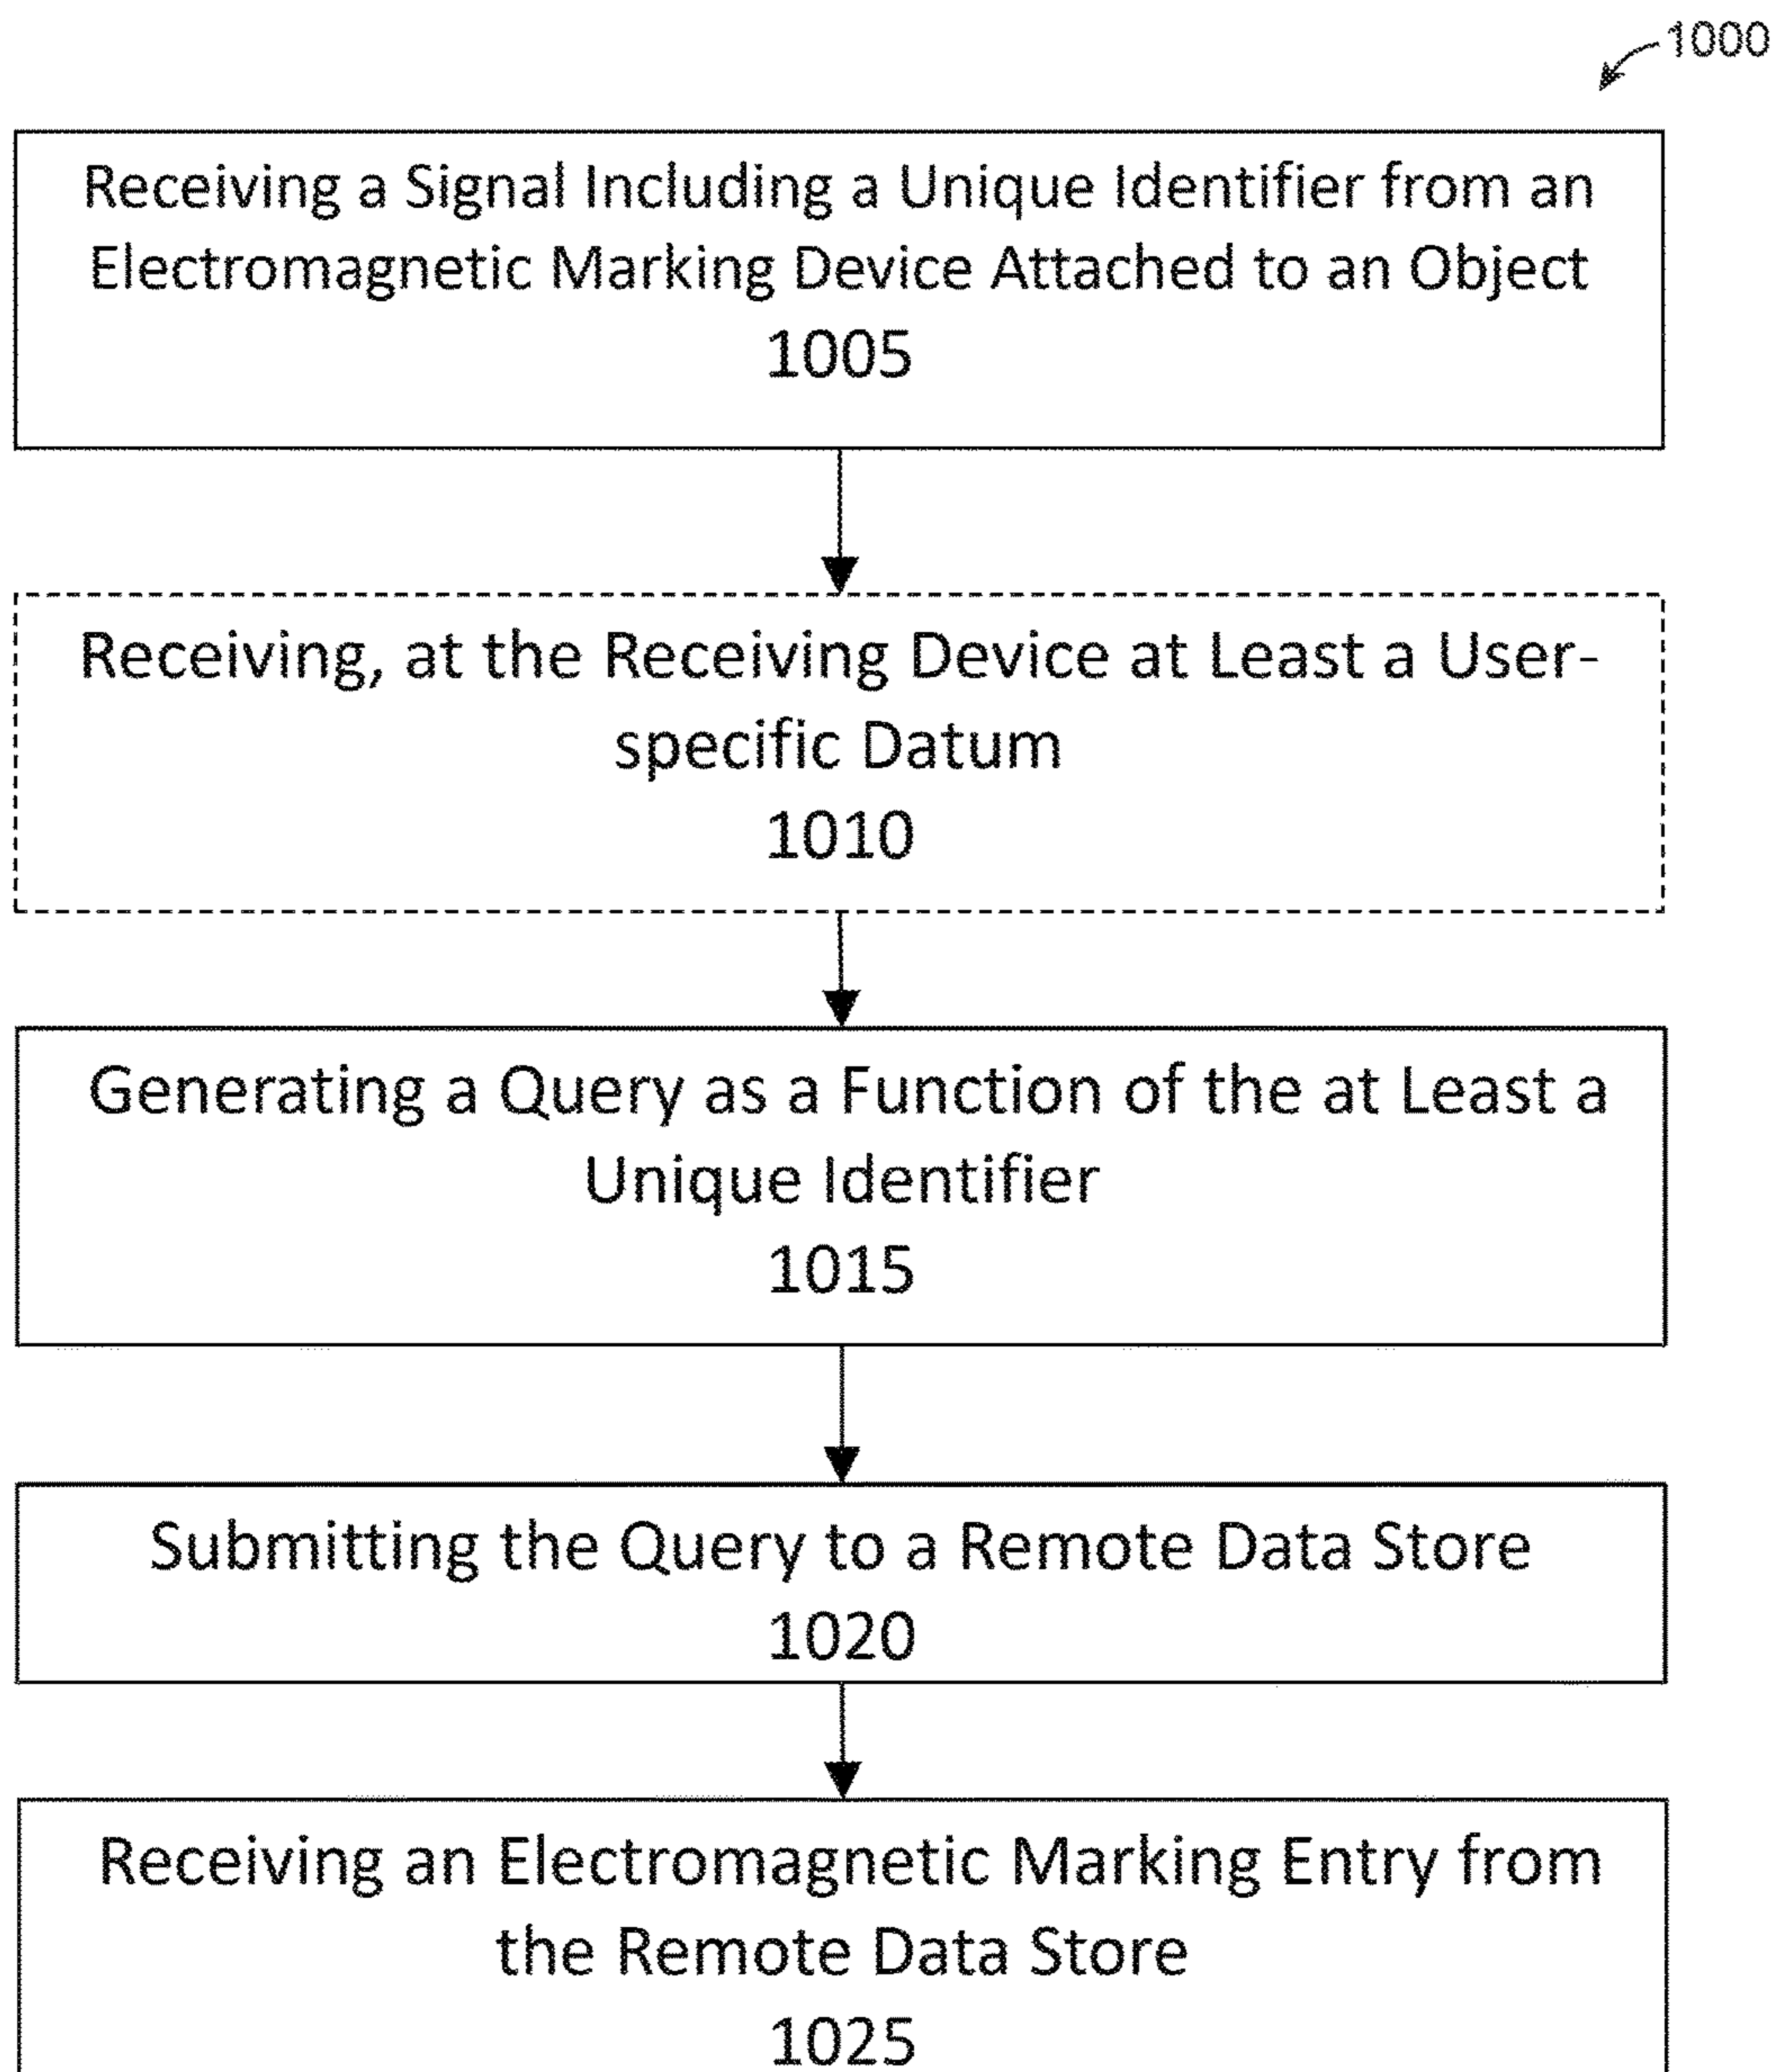 1000
Receiving a Signal Including a Unique Identifier from an
Electromagnetic Marking Device Attached to an Object
1005
Receiving, at the Receiving Device at Least a User-
specific Datum
1010
Generating a Query as a Function of the at Least a
Unique Identifier
1015
Submitting the Query to a Remote Data Store
1020
Receiving an Electromagnetic Marking Entry from
the Remote Data Store
1025